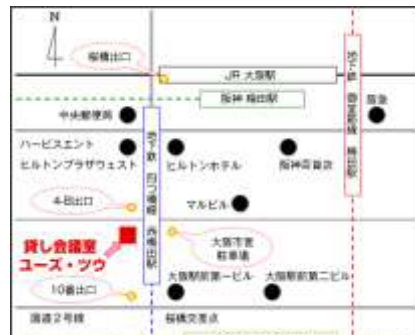 N
桜橋出口
JR 大阪駅
阪神 梅田駅
地下鉄 御堂筋線 梅田駅
阪急
中央郵便局
地下鉄 四つ橋線 西梅田駅
ハービスエント
ヒルトンプラザウェスト
ヒルトンホテル
阪神百貨店
4-B出口
マルビル
貸し会議室
ユーズ・ツウ
大阪市営
駐車場
10番出口
大阪駅前第一ビル
大阪駅前第二ビル
国道2号線
桜橋交差点